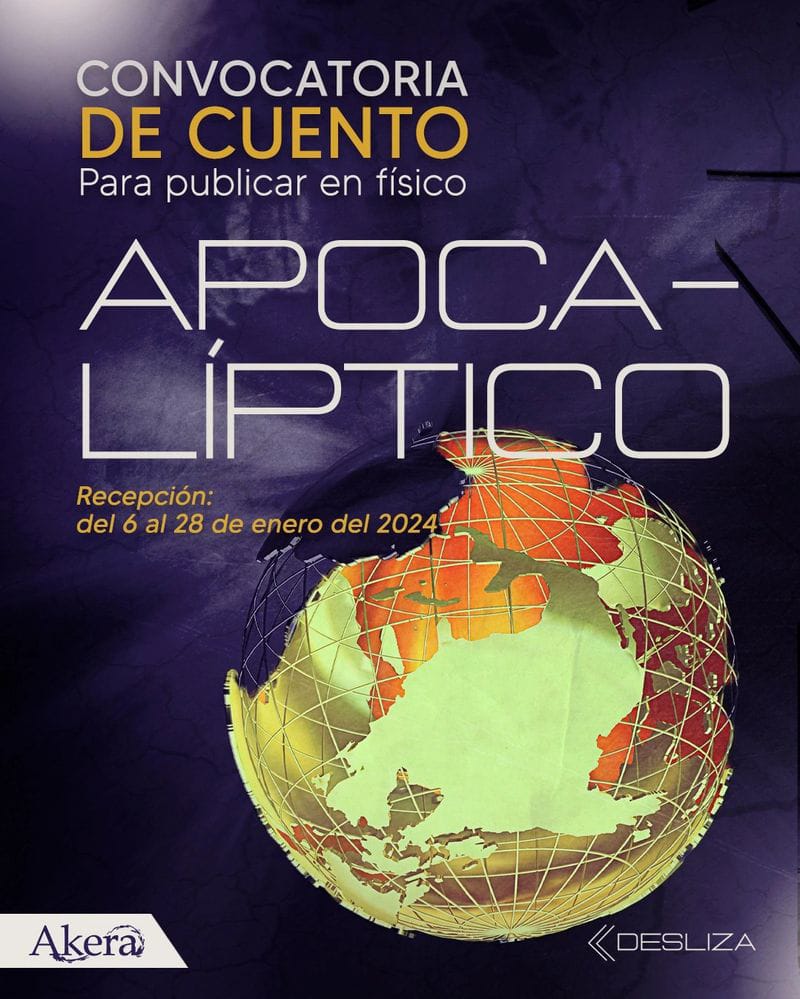 CONVOCATORIA
DE CUENTO
Para publicar en físico
APOCA-
LÍPTICO
Recepción:
del 6 al 28 de enero del 2024
Akera
DESLIZA